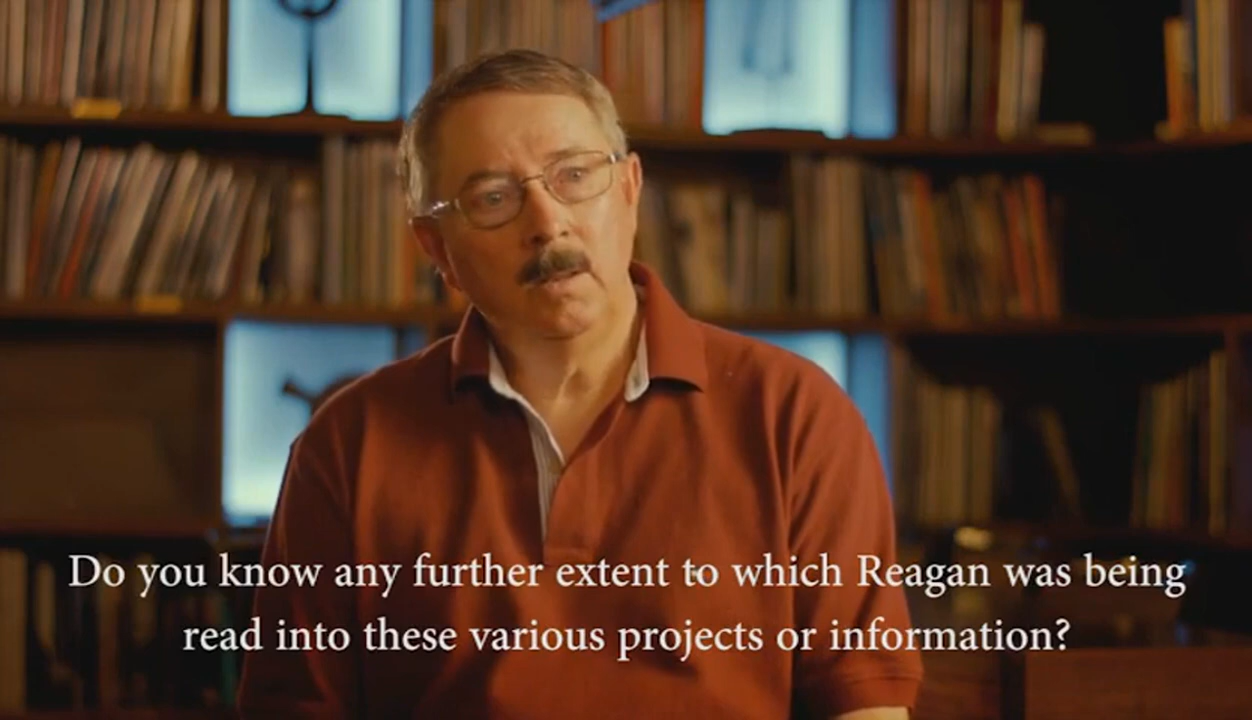 Do you know any further extent to which Reagan was being
read into these various projects or information?